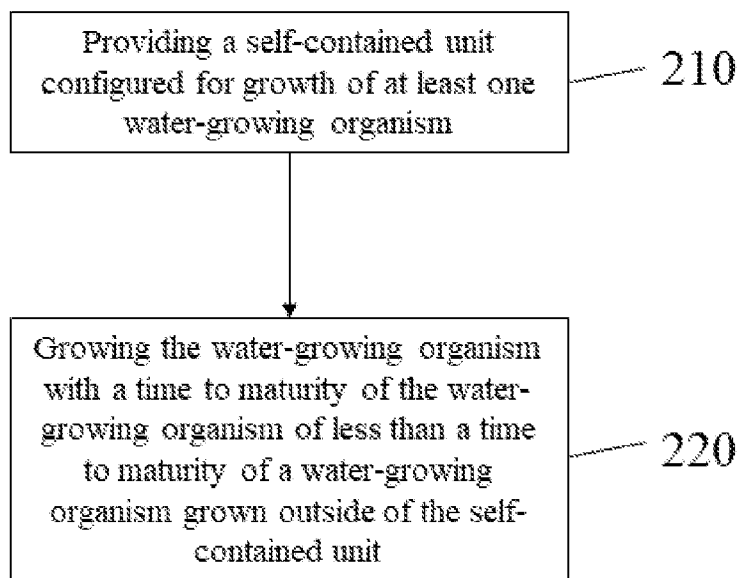 Providing a self-contained unit
configured for growth of at least one
water-growing organism
210
Growing the water-growing organism
with a time to maturity of the water-
growing organism of less than a time
to maturity of a water-growing
organism grown outside of the self-
contained unit
220